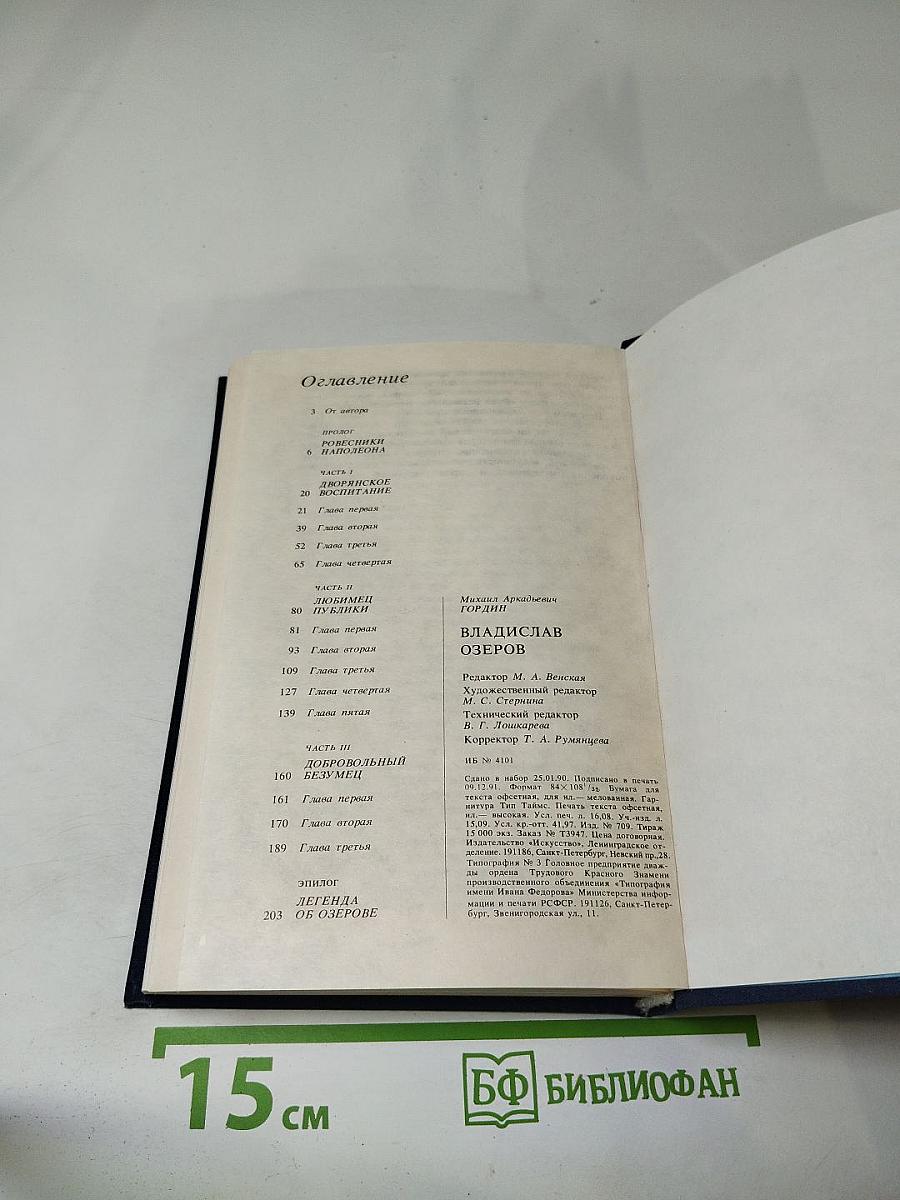 Оглавление
3 От автора
ПРОЛОГ
РОВЕСНИКИ
6 НАПОЛЕОНА
ЧАСТЬ I
ДВОРЯНСКОЕ
20 ВОСПИТАНИЕ
21 Глава первая
39 Глава вторая
52 Глава третья
65 Глава четвертая
ЧАСТЬ II
ЛЮБИМЕЦ
80 ПУБЛИКИ
81 Глава первая
93 Глава вторая
109 Глава третья
127 Глава четвертая
139 Глава пятая
ЧАСТЬ III
ДОБРОВОЛЬНЫЙ
160 БЕЗУМЕЦ
161 Глава первая
170 Глава вторая
189 Глава третья
ЭПИЛОГ
ЛЕГЕНДА
203 ОБ ОЗЕРОВЕ
Михаил Аркадьевич
ГОРДИН
ВЛАДИСЛАВ
ОЗЕРОВ
Редактор М. А. Венская
Художественный редактор
М. С. Стернина
Технический редактор
В. Г. Лошкарева
Корректор Т. А. Румянцева
ИБ № 4101
Сдано в набор 25.01.90. Подписано в печать
09.12.91. Формат 84×108¹/₃₂ Бумага для
текста офсетная, для ил.— мелованная. Гар-
нитура Тип Таймс. Печать текста офсетная,
ил.— высокая. Усл. печ. л. 16,08. Уч.-изд. л.
15,09. Усл. кр.-отт. 41,97. Изд. № 709. Тираж
15 000 экз. Заказ № Т3947. Цена договорная.
Издательство «Искусство», Ленинградское от-
деление. 191186, Санкт-Петербург, Невский пр.,28.
Типография № 3 Головное предприятие дваж-
ды ордена Трудового Красного Знамени
производственного объединения «Типография
имени Ивана Федорова» Министерства инфор-
мации и печати РСФСР. 191126, Санкт-Петер-
бург, Звенигородская ул., 11.
15 см
БФ БИБЛИОФАН